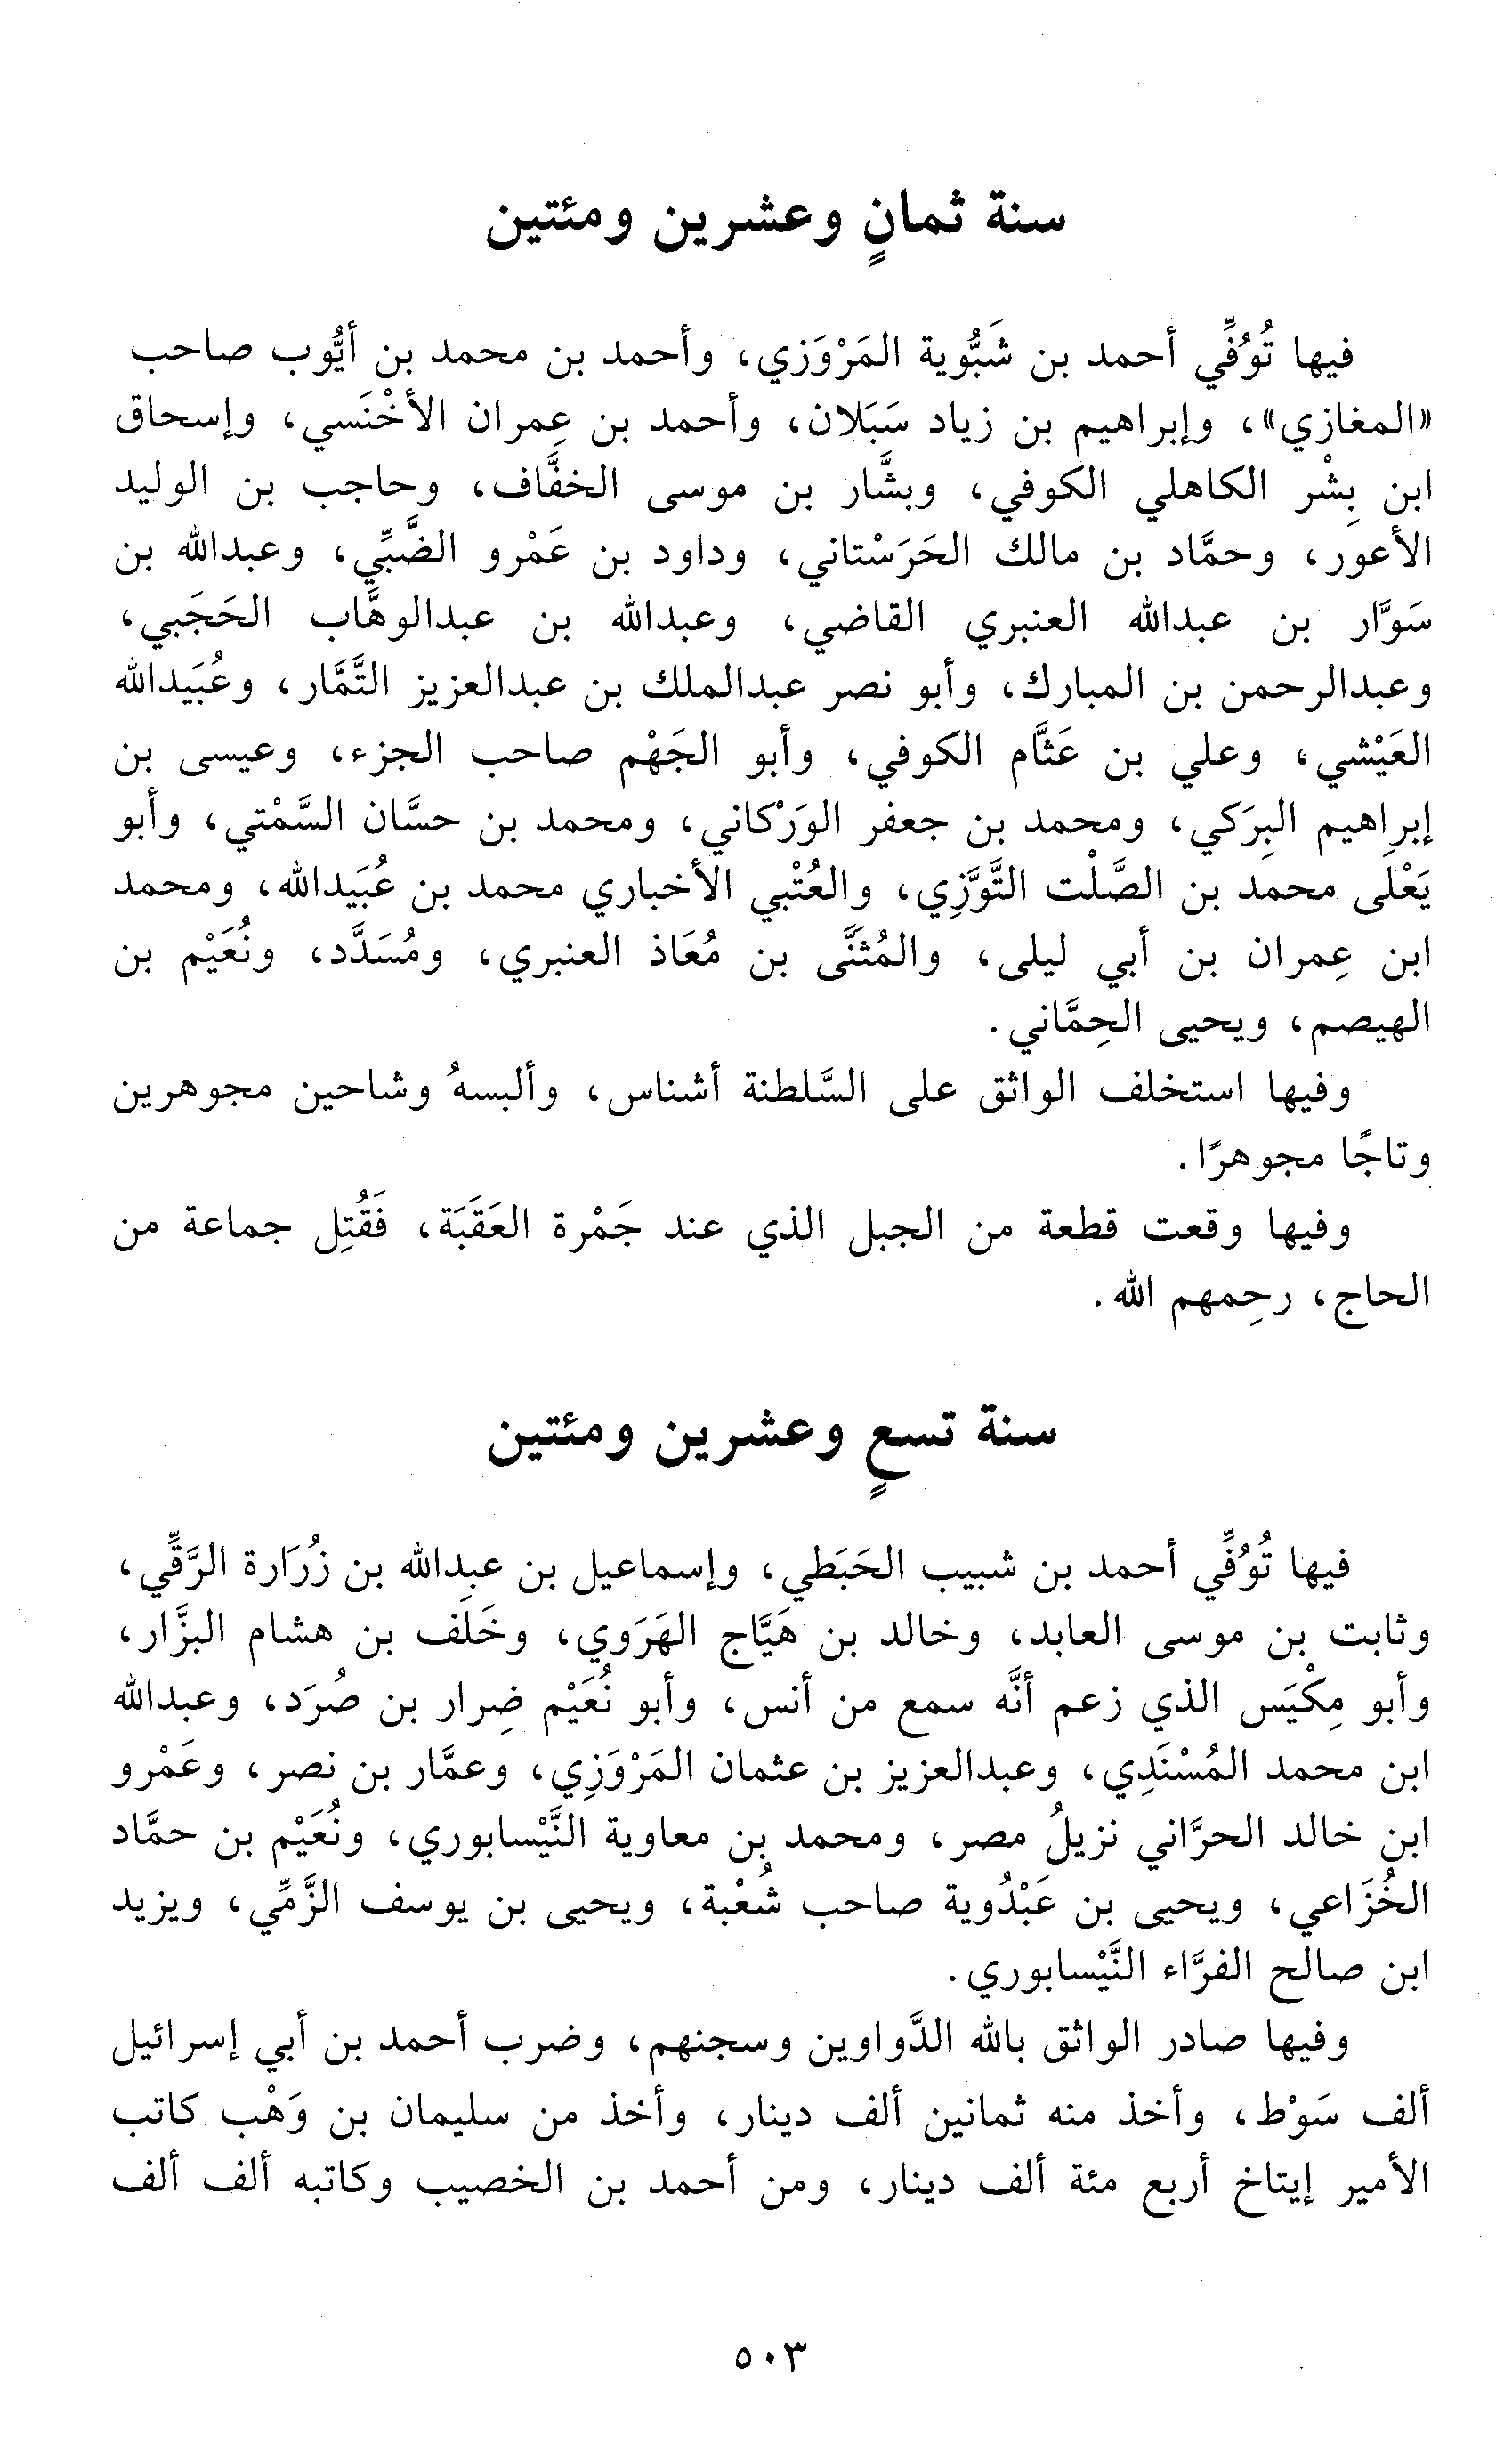 سنة ثمانٍ وعشرين ومئتين
فيها تُوُفِّي أحمد بن شَبُّوية المَرْوَزي، وأحمد بن محمد بن أيُّوب صاحب
«المغازي»، وإبراهيم بن زياد سَبَلان، وأحمد بن عِمران الأخْنَسي، وإسحاق
ابن بِشْر الكاهلي الكوفي، وبشَّار بن موسى الخفَّاف، وحاجب بن الوليد
الأعور، وحمَّاد بن مالك الحَرَسْتاني، وداود بن عَمْرو الضَّبِّي، وعبدالله بن
سَوَّار بن عبدالله العنبري القاضي، وعبدالله بن عبدالوهَّاب الحَجَبي،
وعبدالرحمن بن المبارك، وأبو نصر عبدالملك بن عبدالعزيز التَّمَّار، وعُبَيدالله
العَيْشي، وعلي بن عَثَّام الكوفي، وأبو الجَهْم صاحب الجزء، وعيسى بن
إبراهيم البِرَكي، ومحمد بن جعفر الوَرْكاني، ومحمد بن حسَّان السَّمْتي، وأبو
يَعْلَى محمد بن الصَّلْت التَّوَّزِي، والعُتْبي الأخباري محمد بن عُبَيدالله، ومحمد
ابن عِمران بن أبي ليلى، والمُثنَّى بن مُعَاذ العنبري، ومُسَدَّد، ونُعَيْم بن
الهيصم، ويحيى الحِمَّاني.
وفيها استخلف الواثق على السَّلطنة أشناس، وألبسهُ وشاحين مجوهرين
وتاجًا مجوهرًا.
وفيها وقعت قطعة من الجبل الذي عند جَمْرة العَقَبَة، فَقُتِل جماعة من
الحاج، رحِمهم الله.
سنة تسعٍ وعشرين ومئتين
فيها تُوُفِّي أحمد بن شبيب الحَبَطي، وإسماعيل بن عبدالله بن زُرَارة الرَّقِّي،
وثابت بن موسى العابد، وخالد بن هَيَّاج الهَرَوي، وخَلَف بن هشام البزَّار،
وأبو مِكْيَس الذي زعم أنَّه سمع من أنس، وأبو نُعَيْم ضِرار بن صُرَد، وعبدالله
ابن محمد المُسْنَدِي، وعبدالعزيز بن عثمان المَرْوَزِي، وعمَّار بن نصر، وعَمْرو
ابن خالد الحرَّاني نزيلُ مصر، ومحمد بن معاوية النَّيْسابوري، ونُعَيْم بن حمَّاد
الخُزَاعي، ويحيى بن عَبْدُوية صاحب شُعْبة، ويحيى بن يوسف الزَّمِّي، ويزيد
ابن صالح الفرَّاء النَّيْسابوري.
وفيها صادر الواثق بالله الدَّواوين وسجنهم، وضرب أحمد بن أبي إسرائيل
ألف سَوْط، وأخذ منه ثمانين ألف دينار، وأخذ من سليمان بن وَهْب كاتب
الأمير إيتاخ أربع مئة ألف دينار، ومن أحمد بن الخصيب وكاتبه ألف ألف
٥٠٣